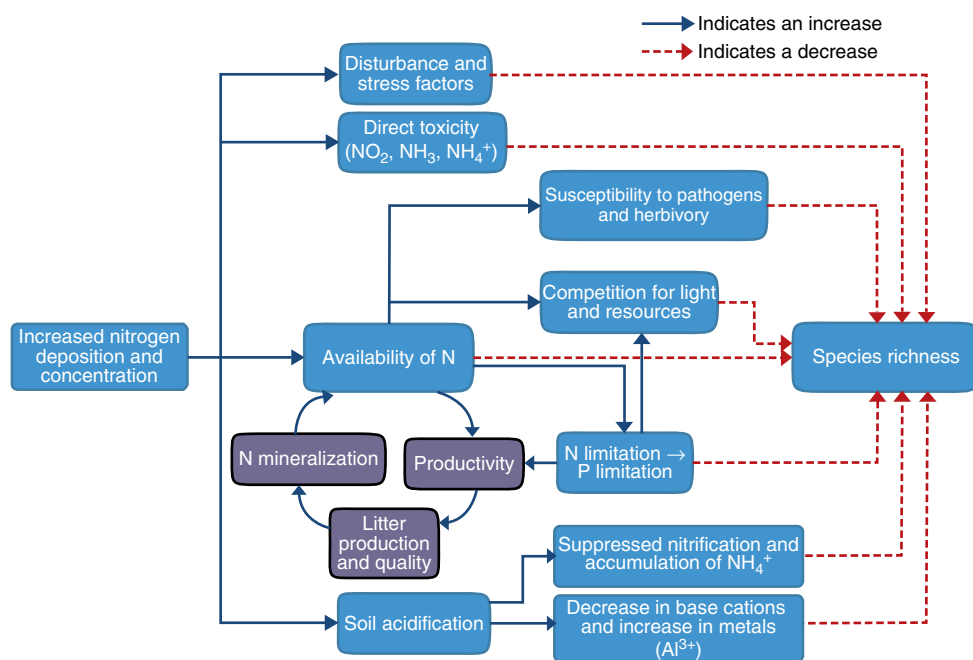 Indicates an increase
Indicates a decrease
Disturbance and
stress factors
Direct toxicity
(NO₂, NH₃, NH₄⁺)
Susceptibility to pathogens
and herbivory
Competition for light
and resources
Increased nitrogen
deposition and
concentration
Availability of N
Species richness
N mineralization
Productivity
N limitation →
P limitation
Litter
production
and quality
Suppressed nitrification and
accumulation of NH₄⁺
Soil acidification
Decrease in base cations
and increase in metals
(Al³⁺)